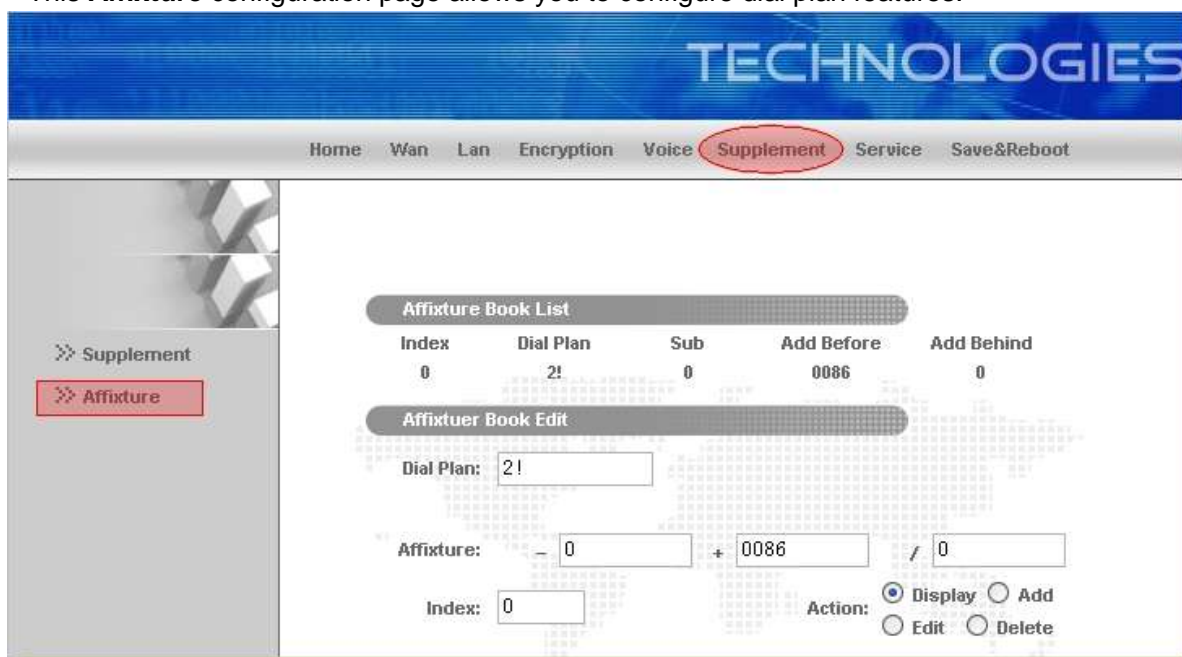 This Affixture configuration page allows you to configure dial plan features.
TECHNOLOGIES
Home Wan Lan Encryption Voice Supplement Service Save&Reboot
Affixture Book List
Index Dial Plan Sub Add Before Add Behind
0 2! 0 0086 0
>> Supplement
>> Affixture
Affixtuer Book Edit
Dial Plan: 2!
Affixture: - 0 + 0086 / 0
Index: 0 Action: Display Add
Edit Delete